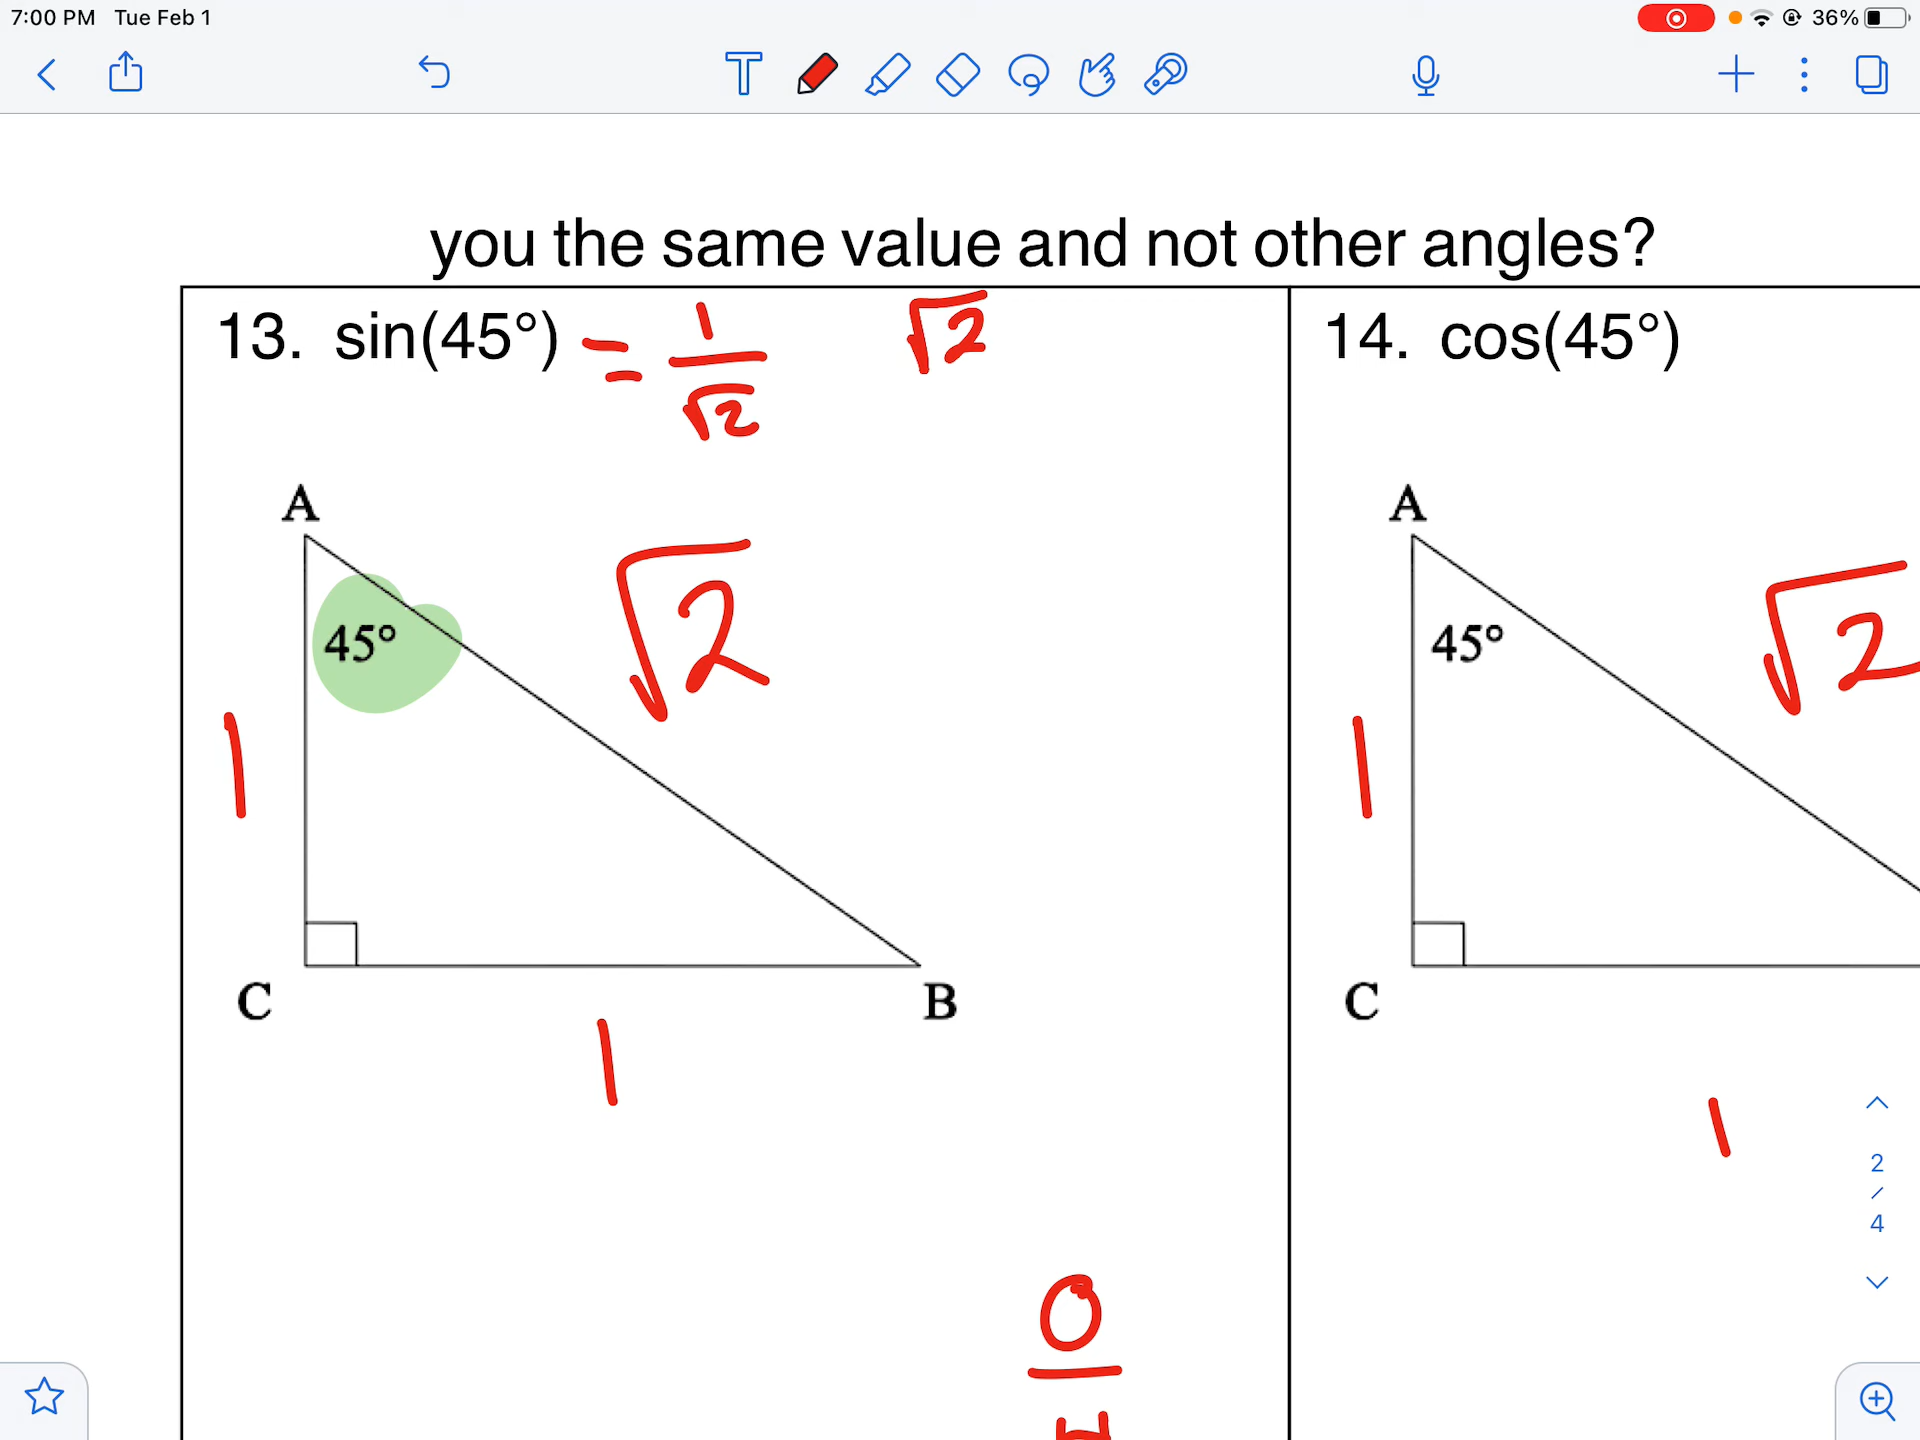 7:00 PM Tue Feb 1
36%
you the same value and not other angles?
13. sin(45°) = 1/√2 √2
14. cos(45°)
A
A
45°
√2
45°
√2
1
1
C
B
C
1
1
2
/
4
O
H